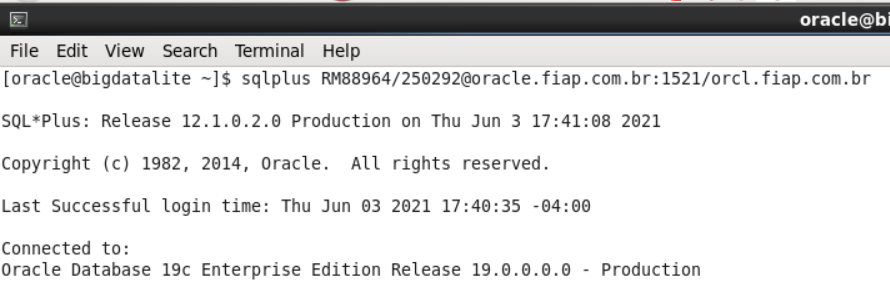 oracle@bi
File Edit View Search Terminal Help
[oracle@bigdatalite ~]$ sqlplus RM88964/250292@oracle.fiap.com.br:1521/orcl.fiap.com.br
SQL*Plus: Release 12.1.0.2.0 Production on Thu Jun 3 17:41:08 2021
Copyright (c) 1982, 2014, Oracle.  All rights reserved.
Last Successful login time: Thu Jun 03 2021 17:40:35 -04:00
Connected to:
Oracle Database 19c Enterprise Edition Release 19.0.0.0.0 - Production